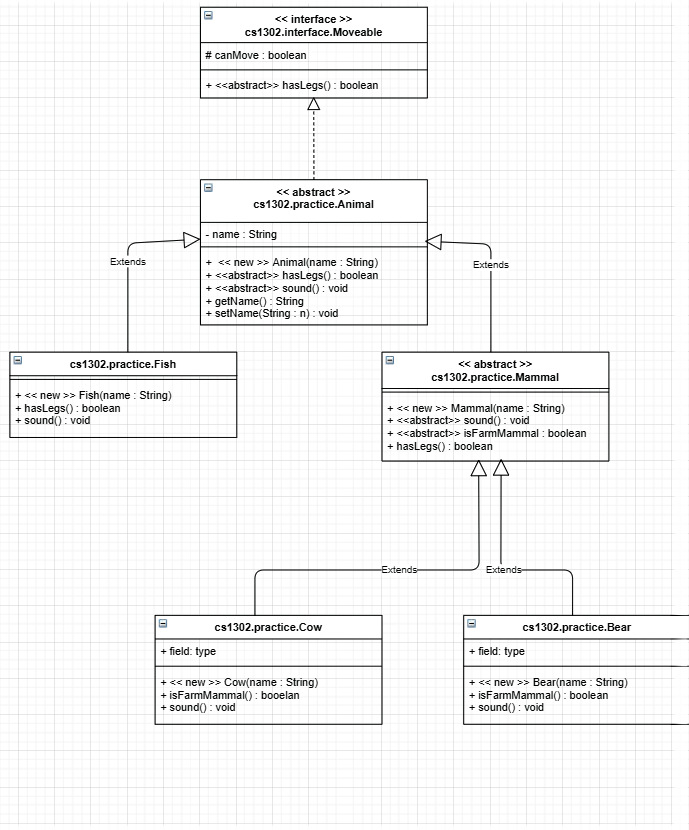 << interface >>
cs1302.interface.Moveable
# canMove : boolean
+ <<abstract>> hasLegs() : boolean
<< abstract >>
cs1302.practice.Animal
- name : String
+ << new >> Animal(name : String)
+ <<abstract>> hasLegs() : boolean
+ <<abstract>> sound() : void
+ getName() : String
+ setName(String : n) : void
Extends
Extends
cs1302.practice.Fish
+ << new >> Fish(name : String)
+ hasLegs() : boolean
+ sound() : void
<< abstract >>
cs1302.practice.Mammal
+ << new >> Mammal(name : String)
+ <<abstract>> sound() : void
+ <<abstract>> isFarmMammal : boolean
+ hasLegs() : boolean
Extends
Extends
cs1302.practice.Cow
+ field: type
+ << new >> Cow(name : String)
+ isFarmMammal() : booelan
+ sound() : void
cs1302.practice.Bear
+ field: type
+ << new >> Bear(name : String)
+ isFarmMammal() : boolean
+ sound() : void